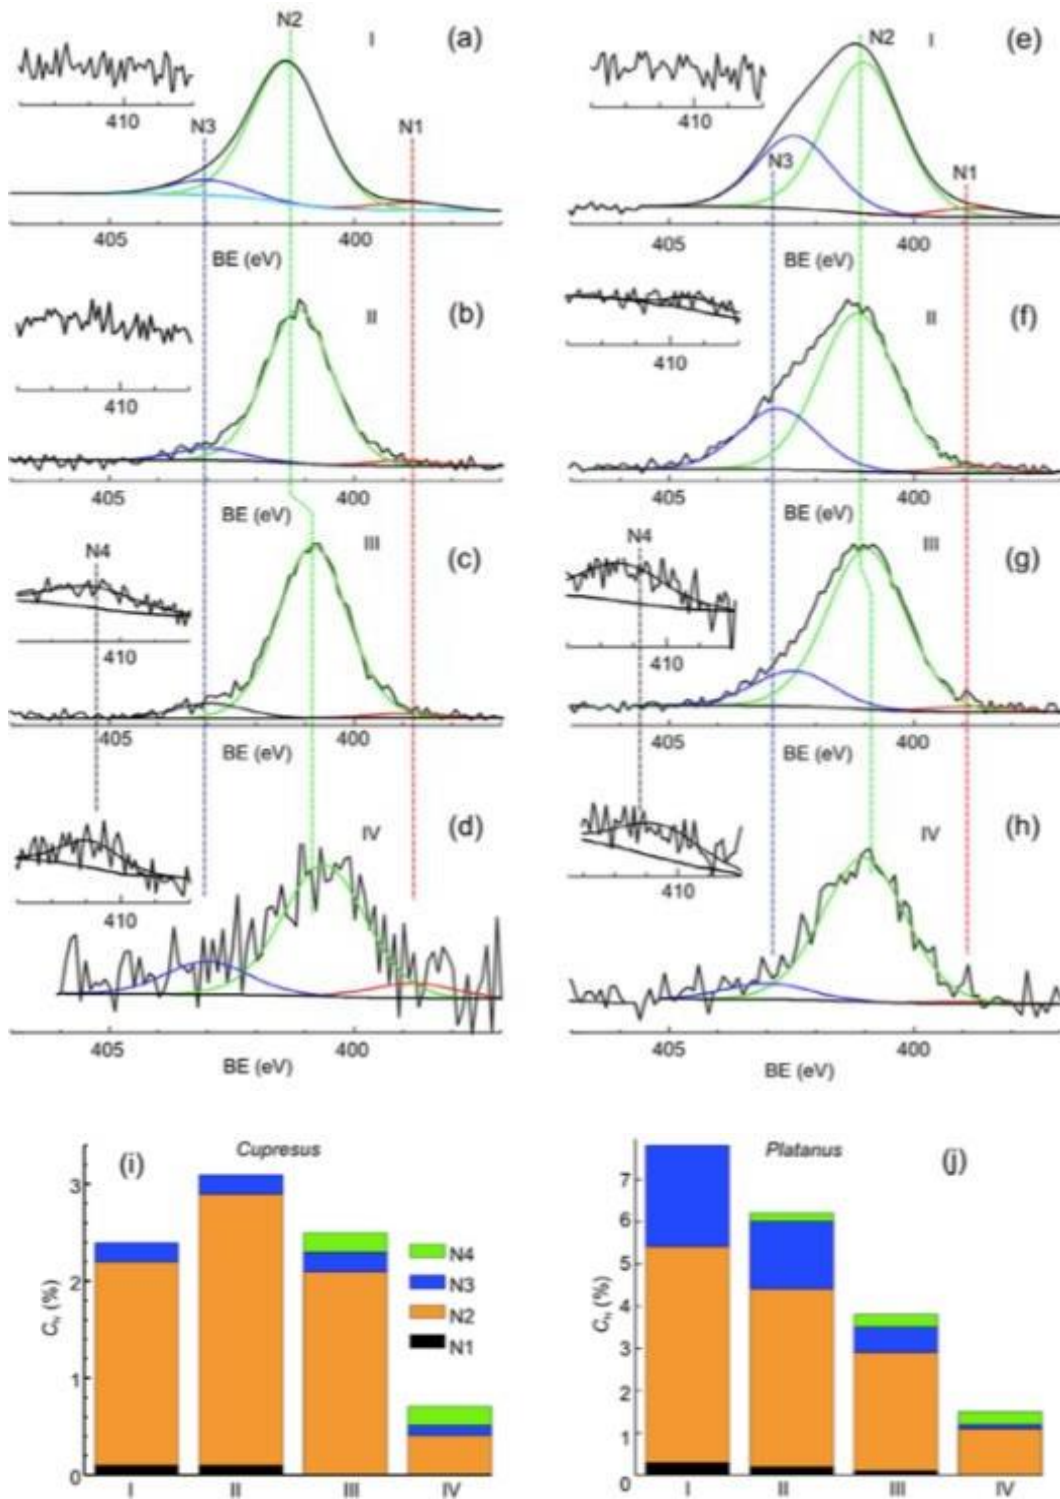 N2 I (a)
410
N3 N1
405 400
BE (eV)
II (b)
410
405 400
BE (eV)
N4 III (c)
410
405 400
BE (eV)
IV (d)
410
405 400
BE (eV)
N2 I (e)
410
N3 N1
405 400
BE (eV)
II (f)
410
405 400
BE (eV)
N4 III (g)
410
405 400
BE (eV)
IV (h)
410
405 400
BE (eV)
(i) Cupresus
3
2
1
0
C (%)
N4
N3
N2
N1
I II III IV
Platanus (j)
7
6
5
4
3
2
1
0
C (%)
I II III IV